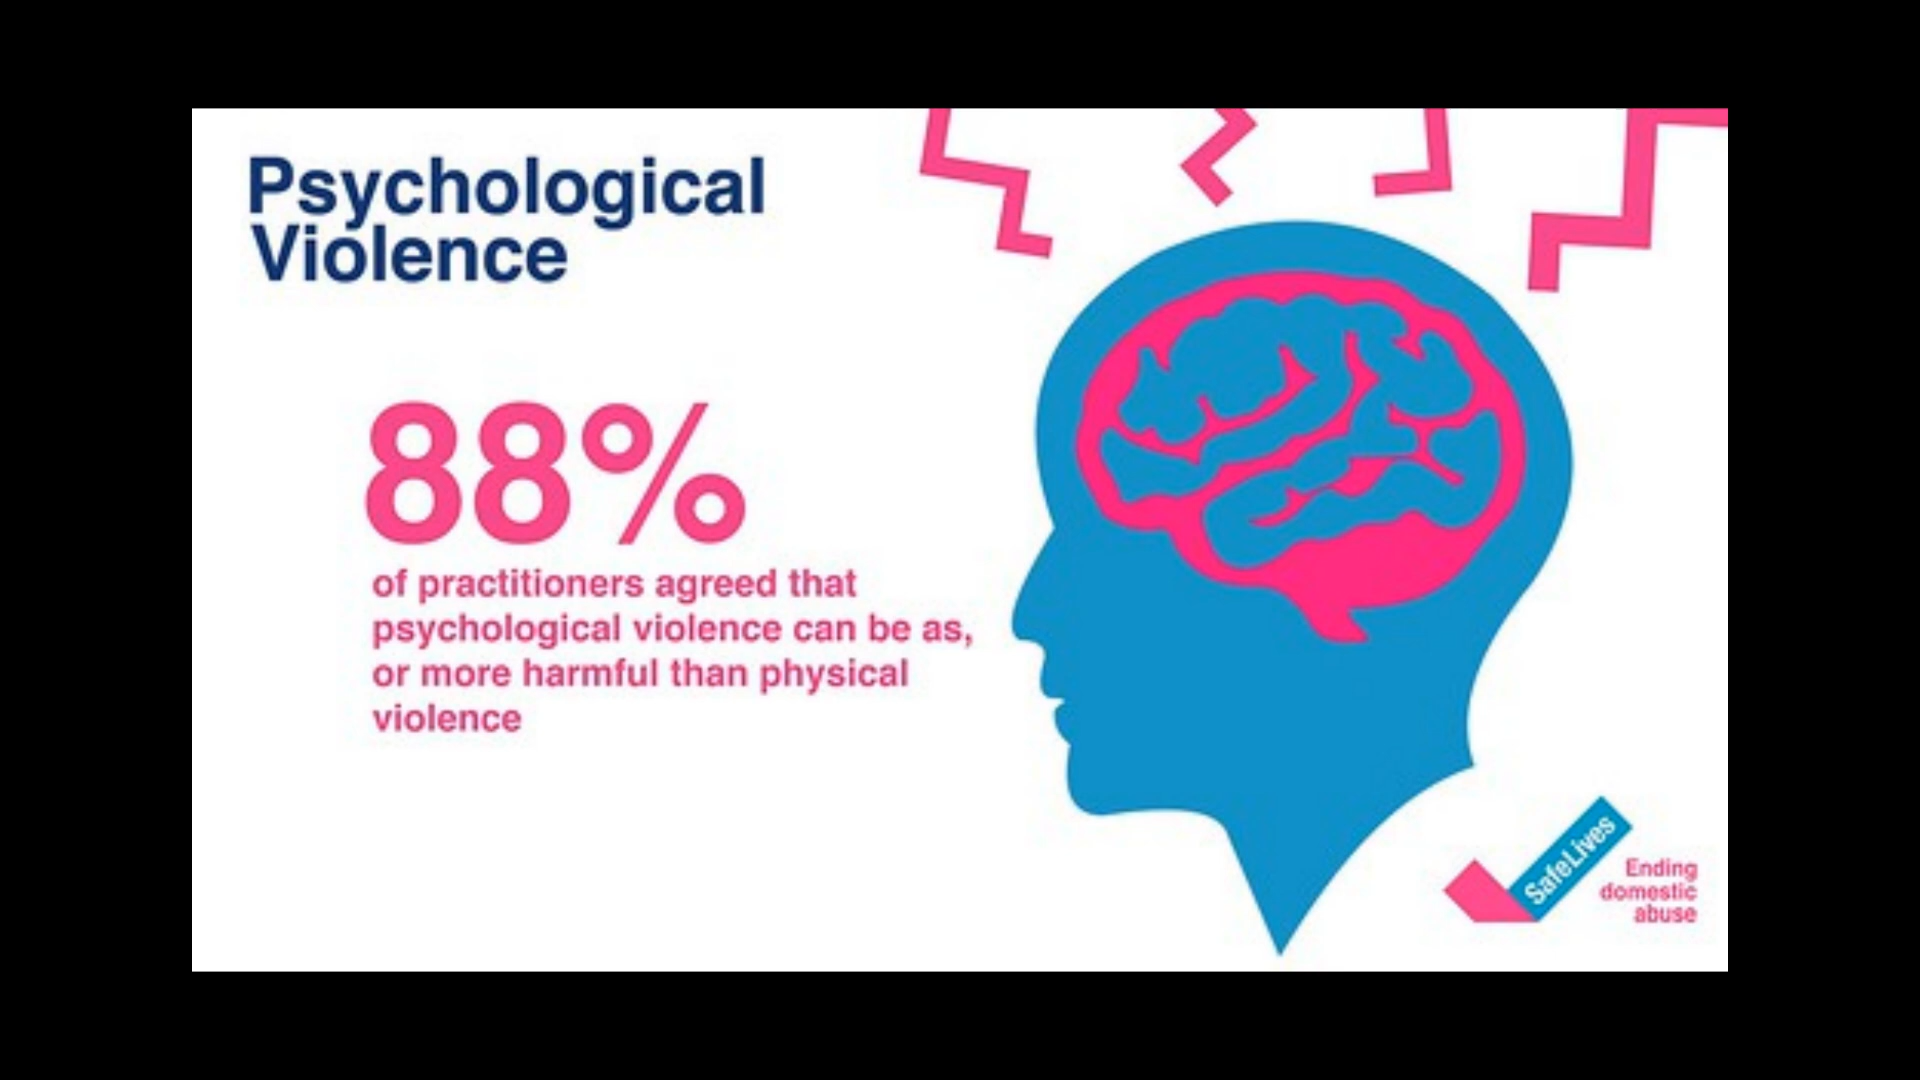 Psychological
Violence
88%
of practitioners agreed that
psychological violence can be as,
or more harmful than physical
violence
SafeLives
Ending
domestic
abuse